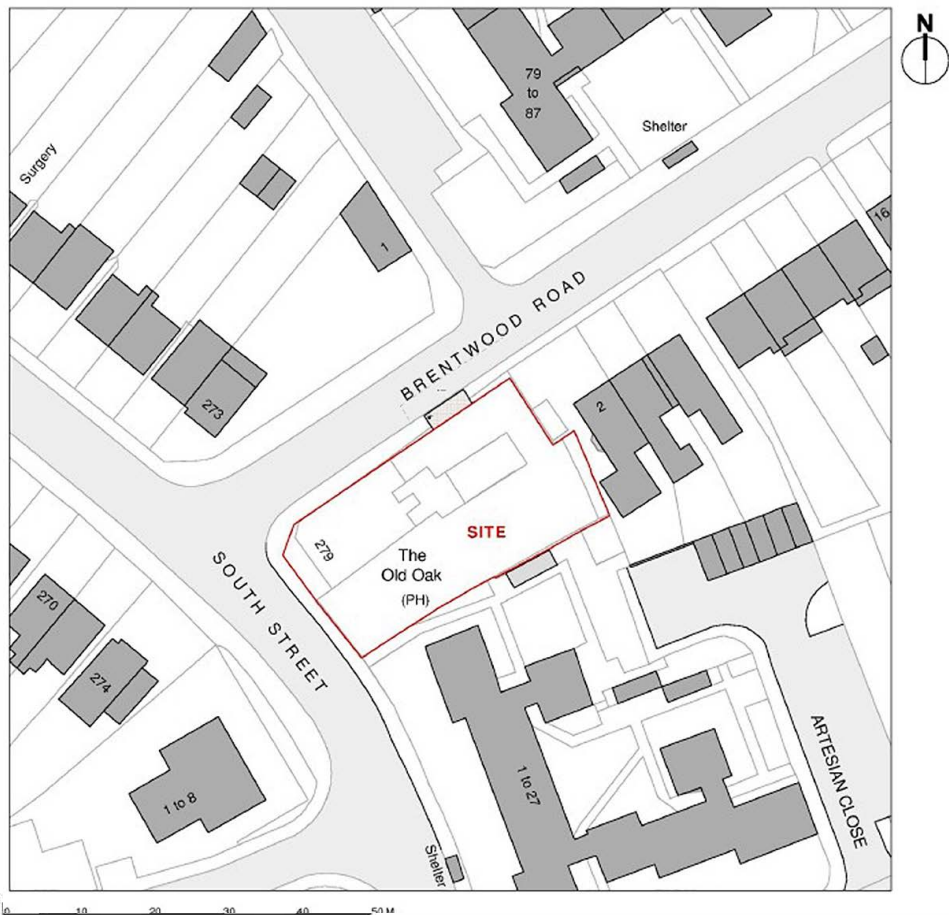 N
79
to
87
Shelter
Surgery
16
1
BRENTWOOD ROAD
273
2
SITE
279
The
Old Oak
(PH)
SOUTH STREET
270
274
1 to 8
1 to 27
ARTESIAN CLOSE
Shelter
0 10 20 30 40 50 M